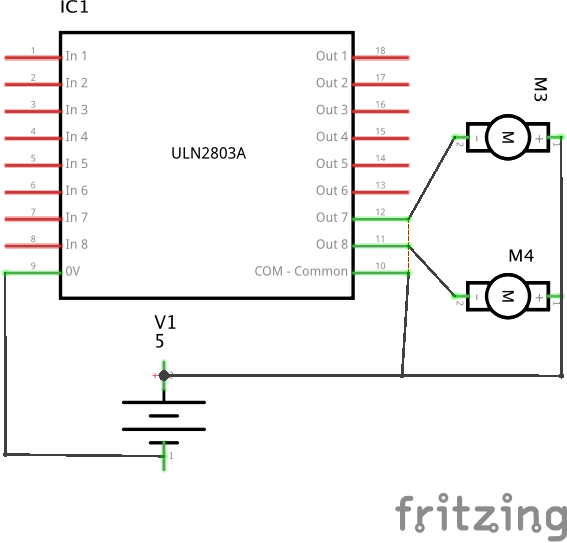 IC1
1 In 1 Out 1 18
2 In 2 Out 2 17
3 In 3 Out 3 16
4 In 4 Out 4 15
5 In 5 Out 5 14
6 In 6 Out 6 13
7 In 7 Out 7 12
8 In 8 Out 8 11
9 0V COM - Common 10
ULN2803A
M3
2 - M + 1
M4
2 - M + 1
V1
5
+ 2
1
fritzing